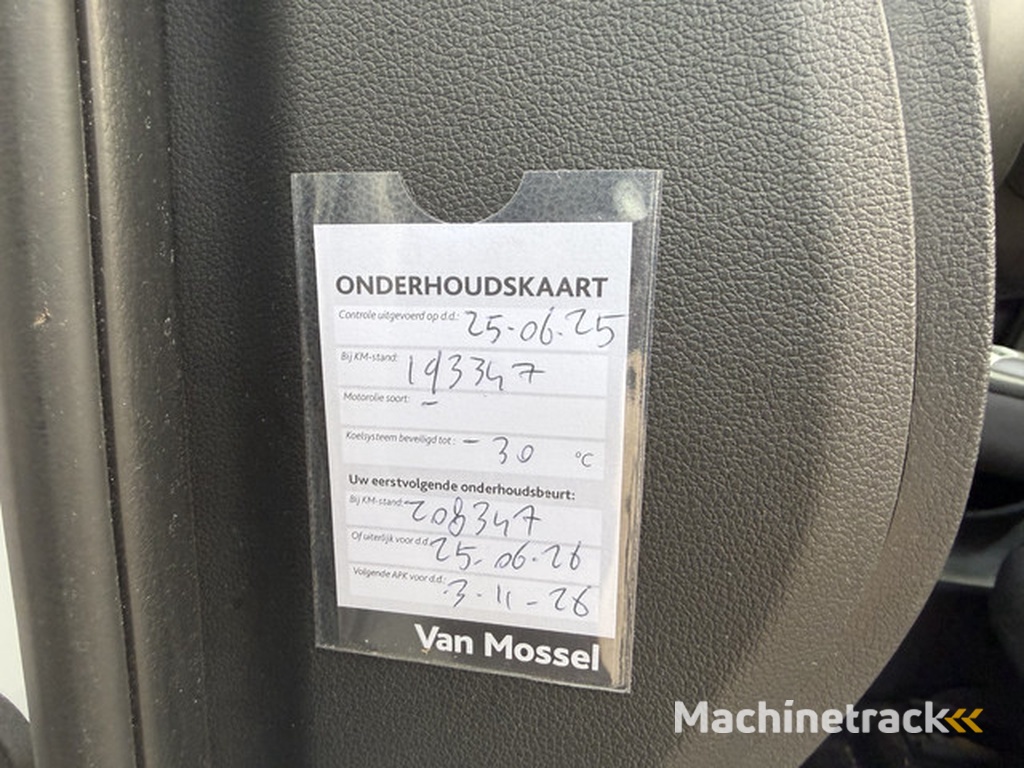 ONDERHOUDSKAART
Controle uitgevoerd op d.d.: 25-06-25
Bij KM-stand: 193347
Motorolie soort: -
Koelsysteem beveiligd tot: -30 °C
Uw eerstvolgende onderhoudsbeurt:
Bij KM-stand: 208347
Of uiterlijk voor d.d.: 25-06-26
Volgende APK voor d.d.: 3-11-26
Van Mossel
Machinetrack